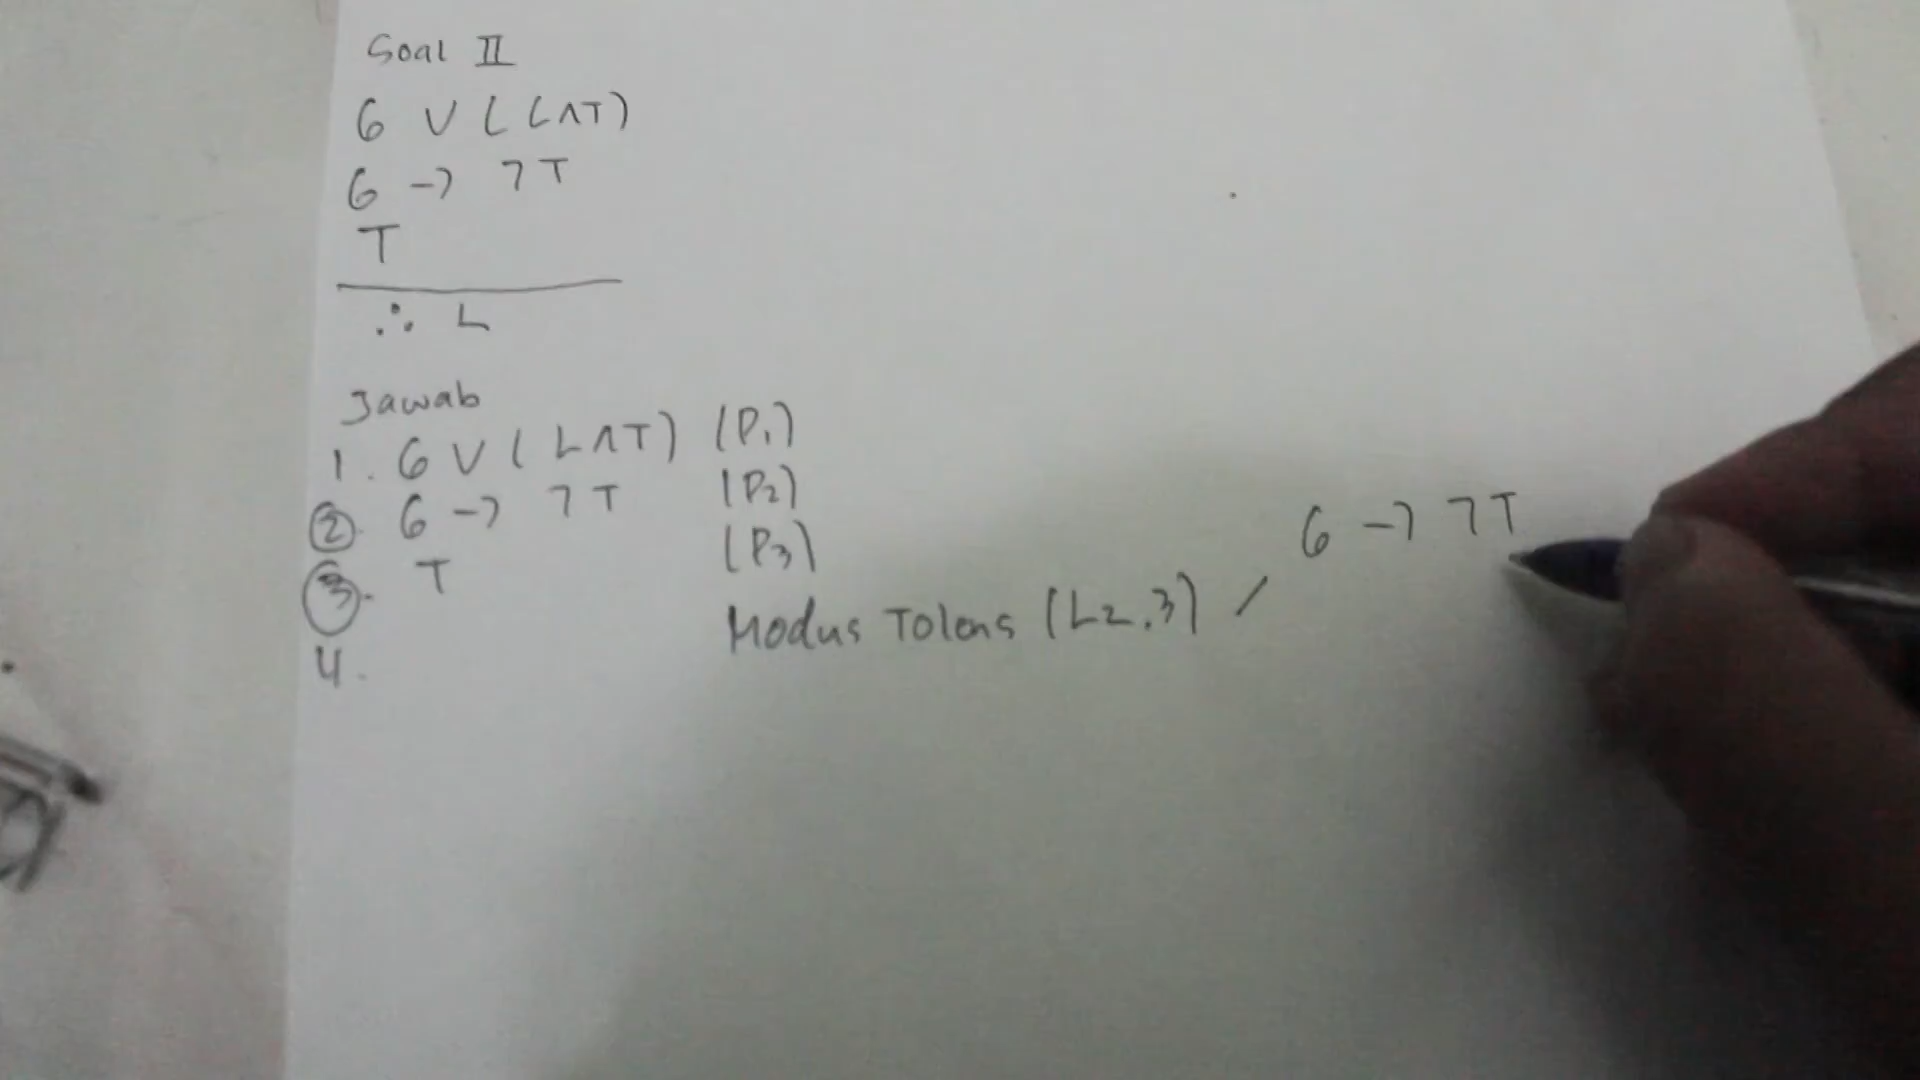 Soal II
G V (L ∧ T)
G → ¬ T
T
∴ L
Jawab
1. G V (L ∧ T) (P1)
2. G → ¬ T (P2)
3. T (P3)
4. Modus Tolens (L2,3) / G → ¬ T